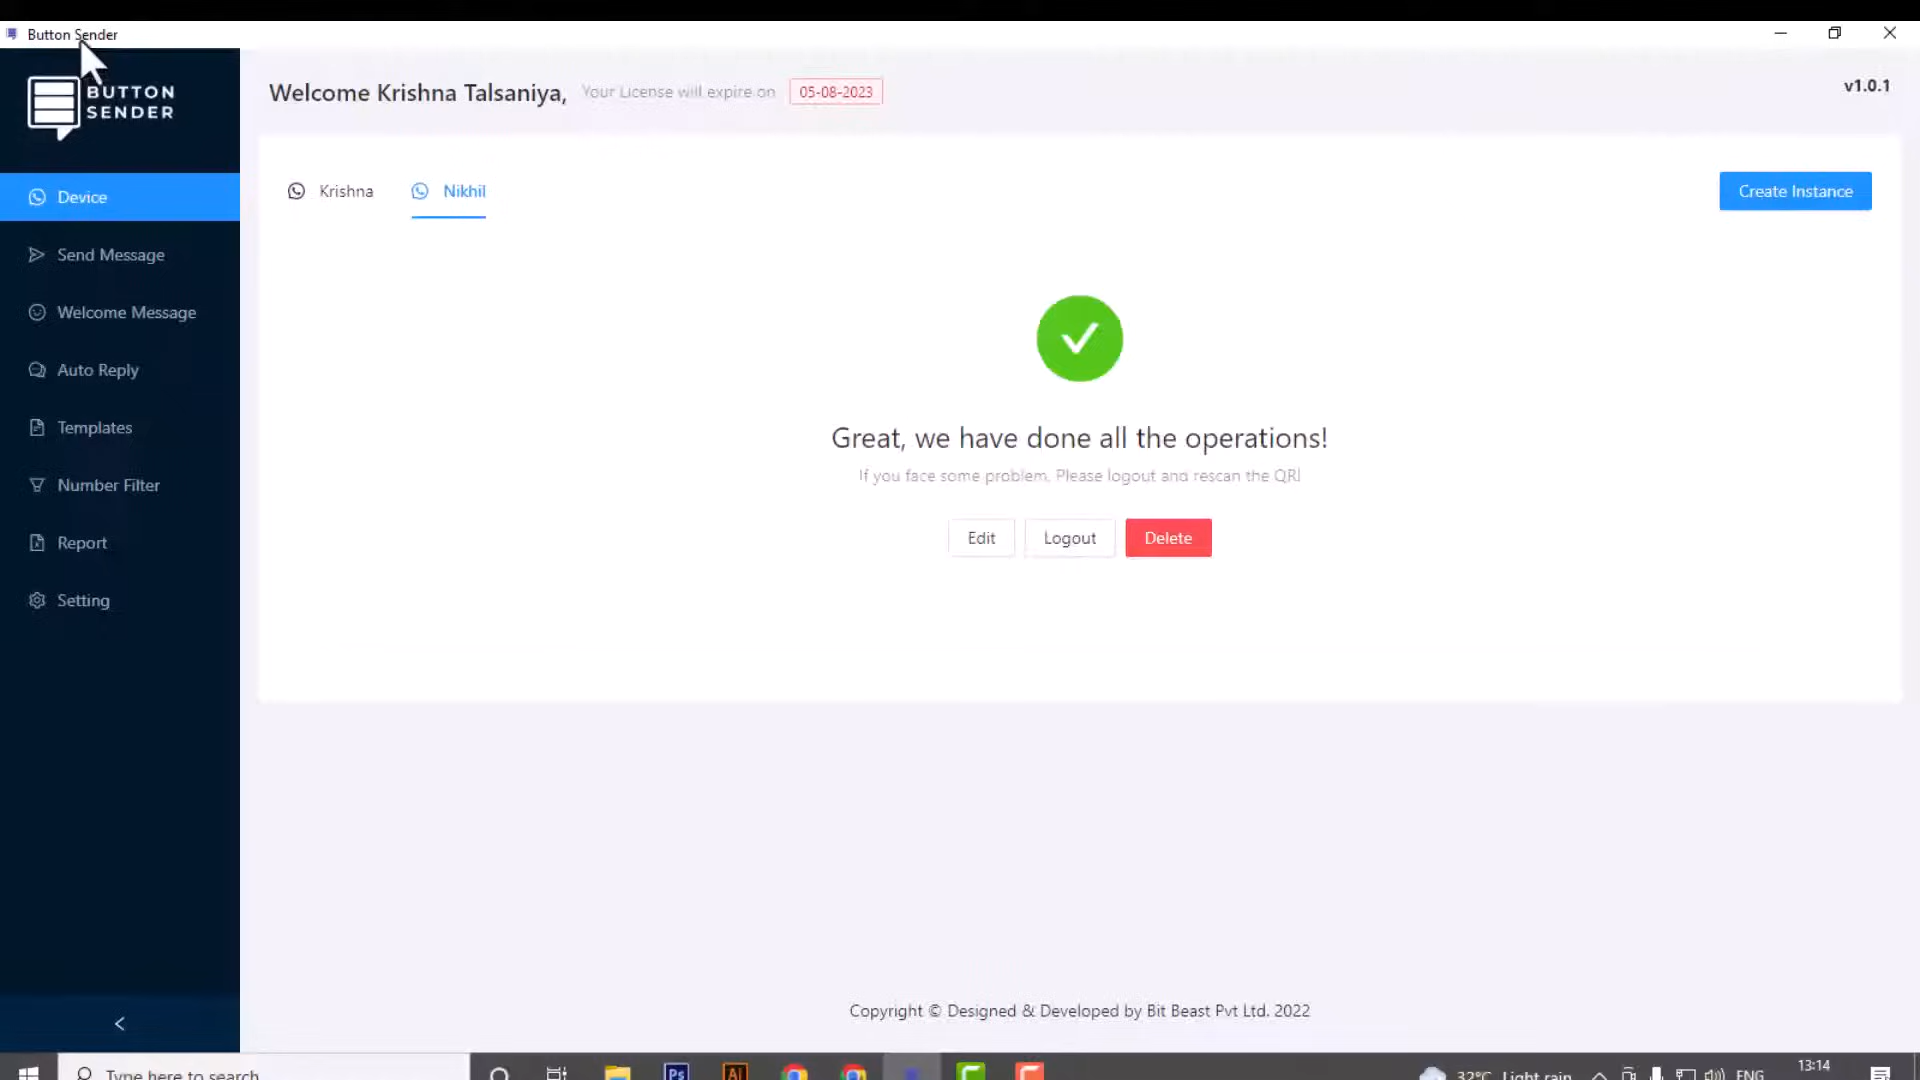 Button Sender
BUTTON
SENDER
Welcome Krishna Talsaniya, Your License will expire on 05-08-2023
v1.0.1
Device
Send Message
Welcome Message
Auto Reply
Templates
Number Filter
Report
Setting
Krishna
Nikhil
Create Instance
Great, we have done all the operations!
If you face some problem. Please logout and rescan the QR!
Edit
Logout
Delete
Copyright © Designed & Developed by Bit Beast Pvt Ltd. 2022
Type here to search
Ps
Ai
32°C Light rain
ENG
13:14